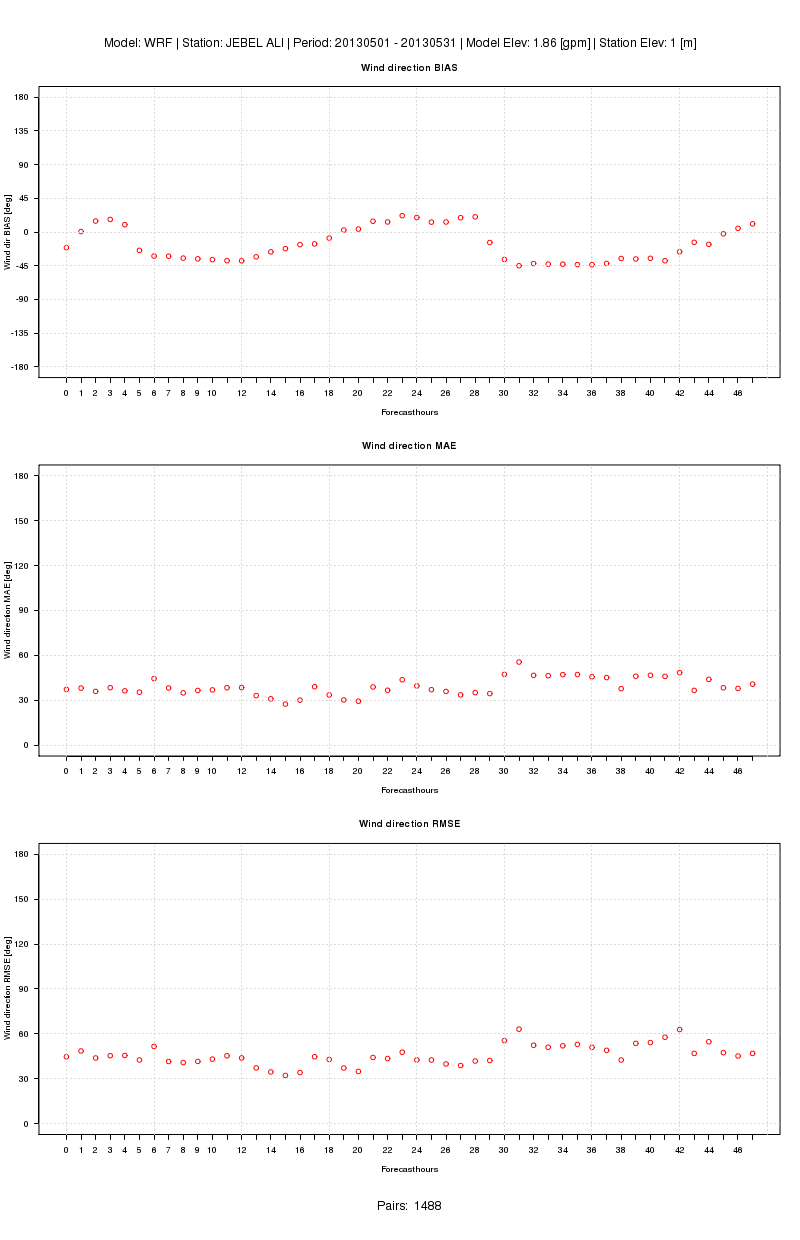 Model: WRF | Station: JEBEL ALI | Period: 20130501 - 20130531 | Model Elev: 1.86 [gpm] | Station Elev: 1 [m]
Wind direction BIAS
Wind dir BIAS [deg]
180
135
90
45
0
-45
-90
-135
-180
0 1 2 3 4 5 6 7 8 9 10 12 14 16 18 20 22 24 26 28 30 32 34 36 38 40 42 44 46
Forecasthours
Wind direction MAE
Wind direction MAE [deg]
180
150
120
90
60
30
0
0 1 2 3 4 5 6 7 8 9 10 12 14 16 18 20 22 24 26 28 30 32 34 36 38 40 42 44 46
Forecasthours
Wind direction RMSE
Wind direction RMSE [deg]
180
150
120
90
60
30
0
0 1 2 3 4 5 6 7 8 9 10 12 14 16 18 20 22 24 26 28 30 32 34 36 38 40 42 44 46
Forecasthours
Pairs: 1488